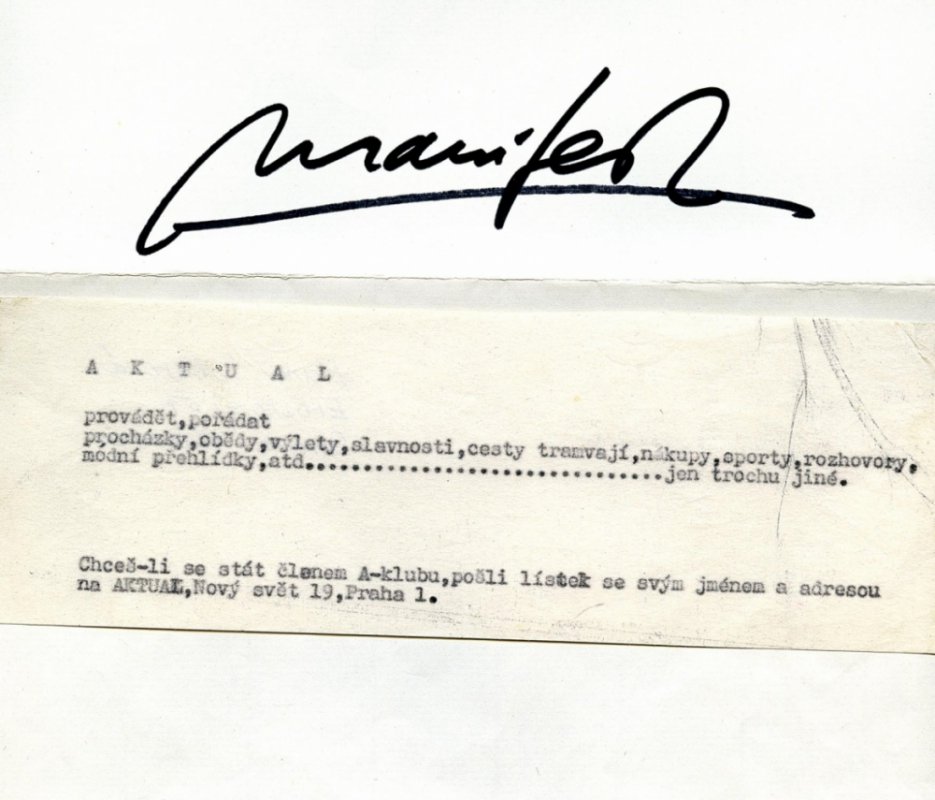 manifest
A K T U A L
provádět,pořádat
procházky,obědy,výlety,slavnosti,cesty tramvají,nákupy,sporty,rozhovory,
módní přehlídky,atd...............................jen trochu jiné.
Chceš-li se stát členem A-klubu,pošli lístek se svým jménem a adresou
na AKTUAL,Nový svět 19,Praha 1.